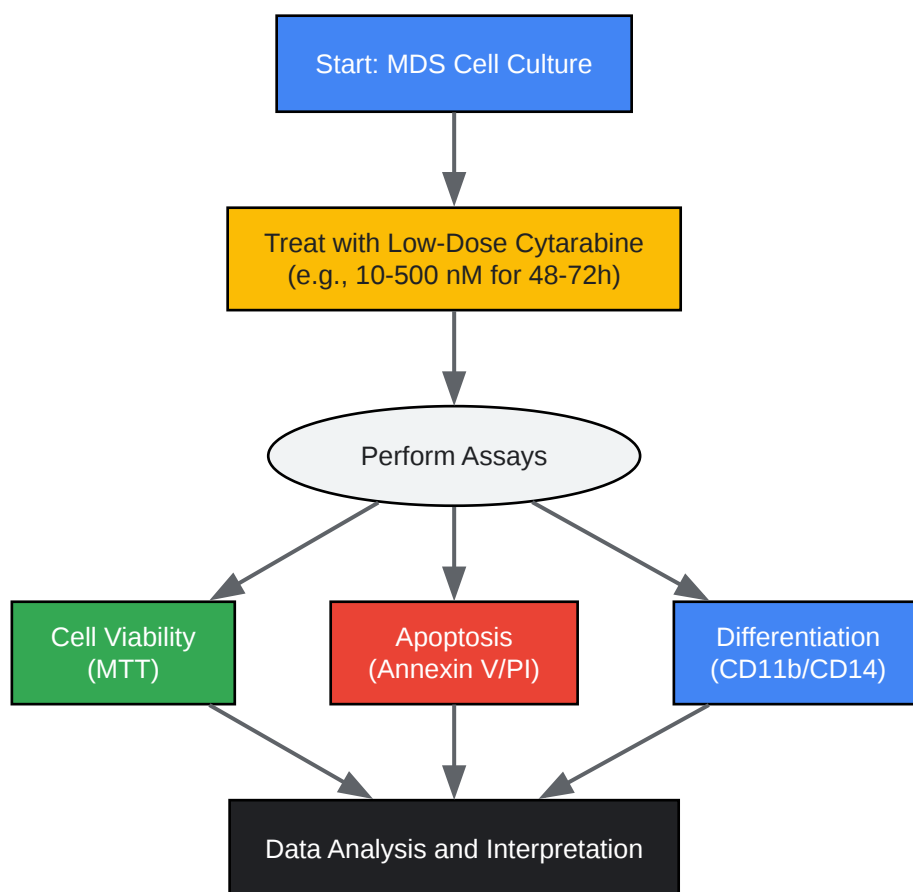 Start: MDS Cell Culture
Treat with Low-Dose Cytarabine
(e.g., 10-500 nM for 48-72h)
Perform Assays
Cell Viability
(MTT)
Apoptosis
(Annexin V/PI)
Differentiation
(CD11b/CD14)
Data Analysis and Interpretation